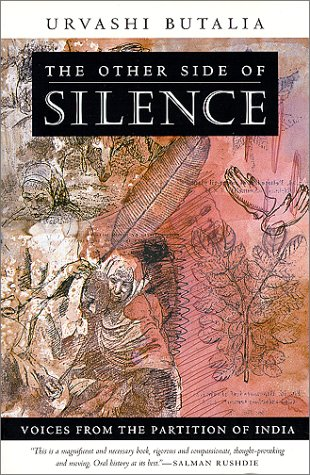 URVASHI BUTALIA
THE OTHER SIDE OF
SILENCE
VOICES FROM THE PARTITION OF INDIA
"This is a magnificent and necessary book, rigorous and compassionate, thought-provoking
and moving. Oral history at its best."—SALMAN RUSHDIE